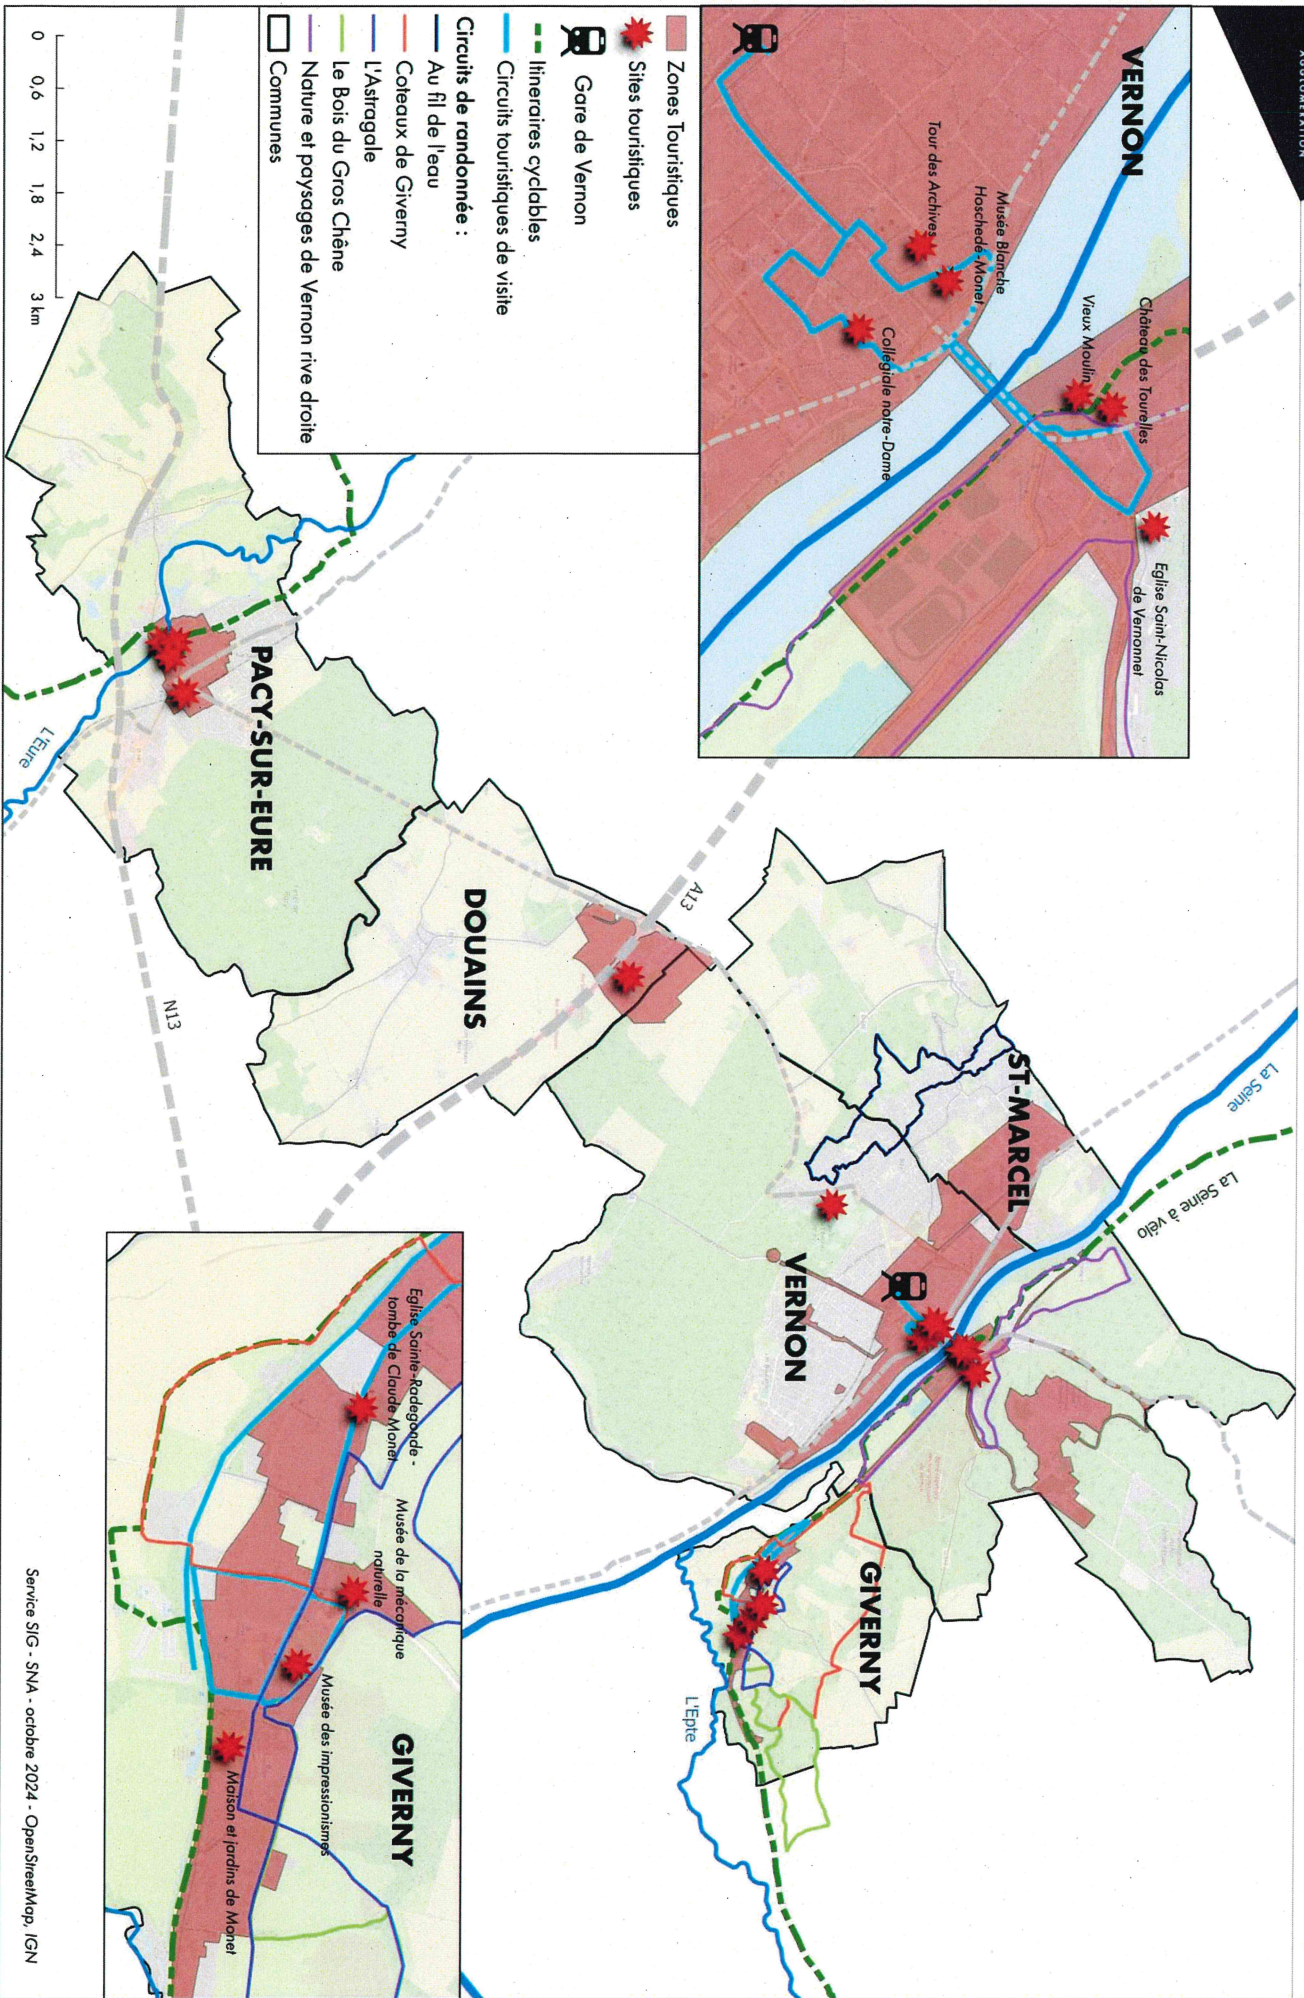 AGGLOMÉRATION
VERNON
Château des Tourelles
Vieux Moulin
Musée Blanche
Hoschedé-Monet
Tour des Archives
Collégiale notre-Dame
Eglise Saint-Nicolas
de Vernonnet
Zones Touristiques
Sites touristiques
Gare de Vernon
Itineraires cyclables
Circuits touristiques de visite
Circuits de randonnée :
Au fil de l'eau
Coteaux de Giverny
L'Astragale
le Bois du Gros Chêne
Nature et paysages de Vernon rive droite
Communes
0 0,6 1,2 1,8 2,4 3 km
La Seine
La Seine à vélo
ST-MARCEL
VERNON
GIVERNY
A13
DOUAINS
L'Epte
PACY-SUR-EURE
L'Eure
N13
GIVERNY
Eglise Sainte-Radegonde -
tombe de Claude Monet
Musée de la mécanique
naturelle
Musée des impressionismes
Maison et jardins de Monet
Service SIG - SNA - octobre 2024 - OpenStreetMap, IGN